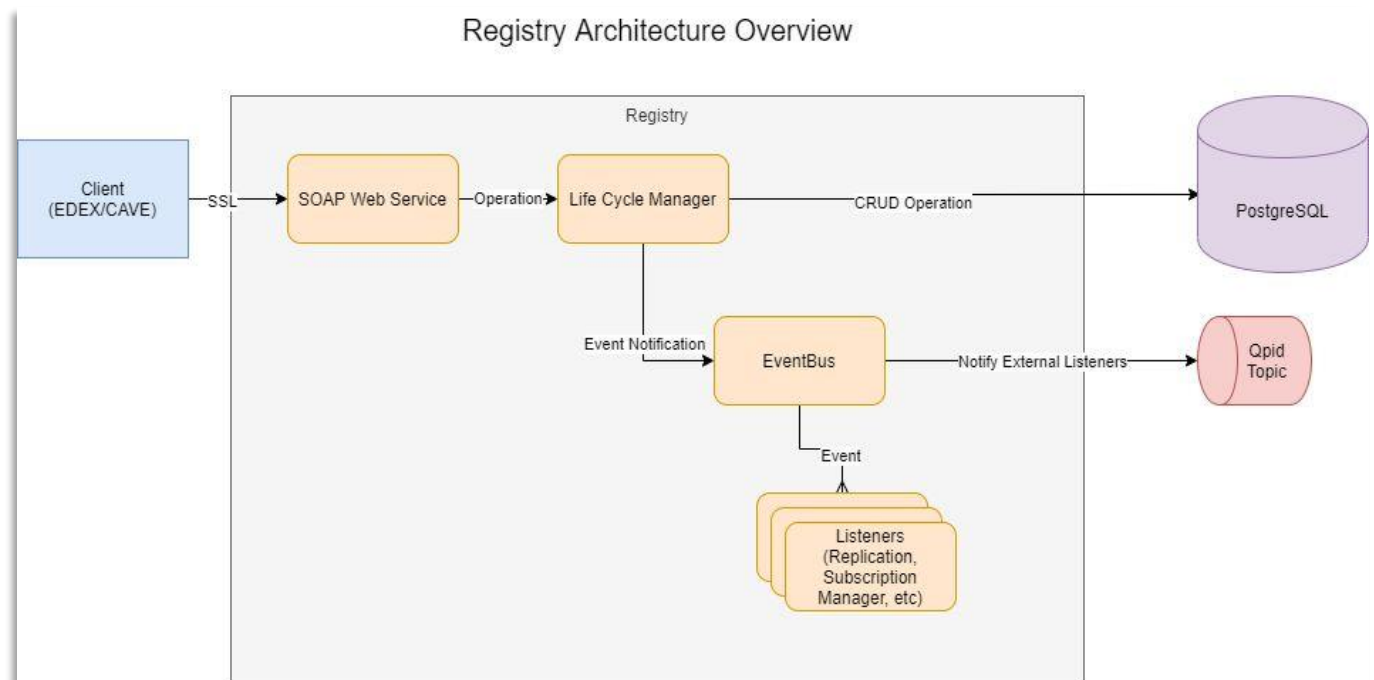 Registry Architecture Overview
Registry
Client
(EDEX/CAVE)
SSL
SOAP Web Service
Operation
Life Cycle Manager
CRUD Operation
PostgreSQL
Event Notification
EventBus
Notify External Listeners
Qpid
Topic
Event
Listeners
(Replication,
Subscription
Manager, etc)